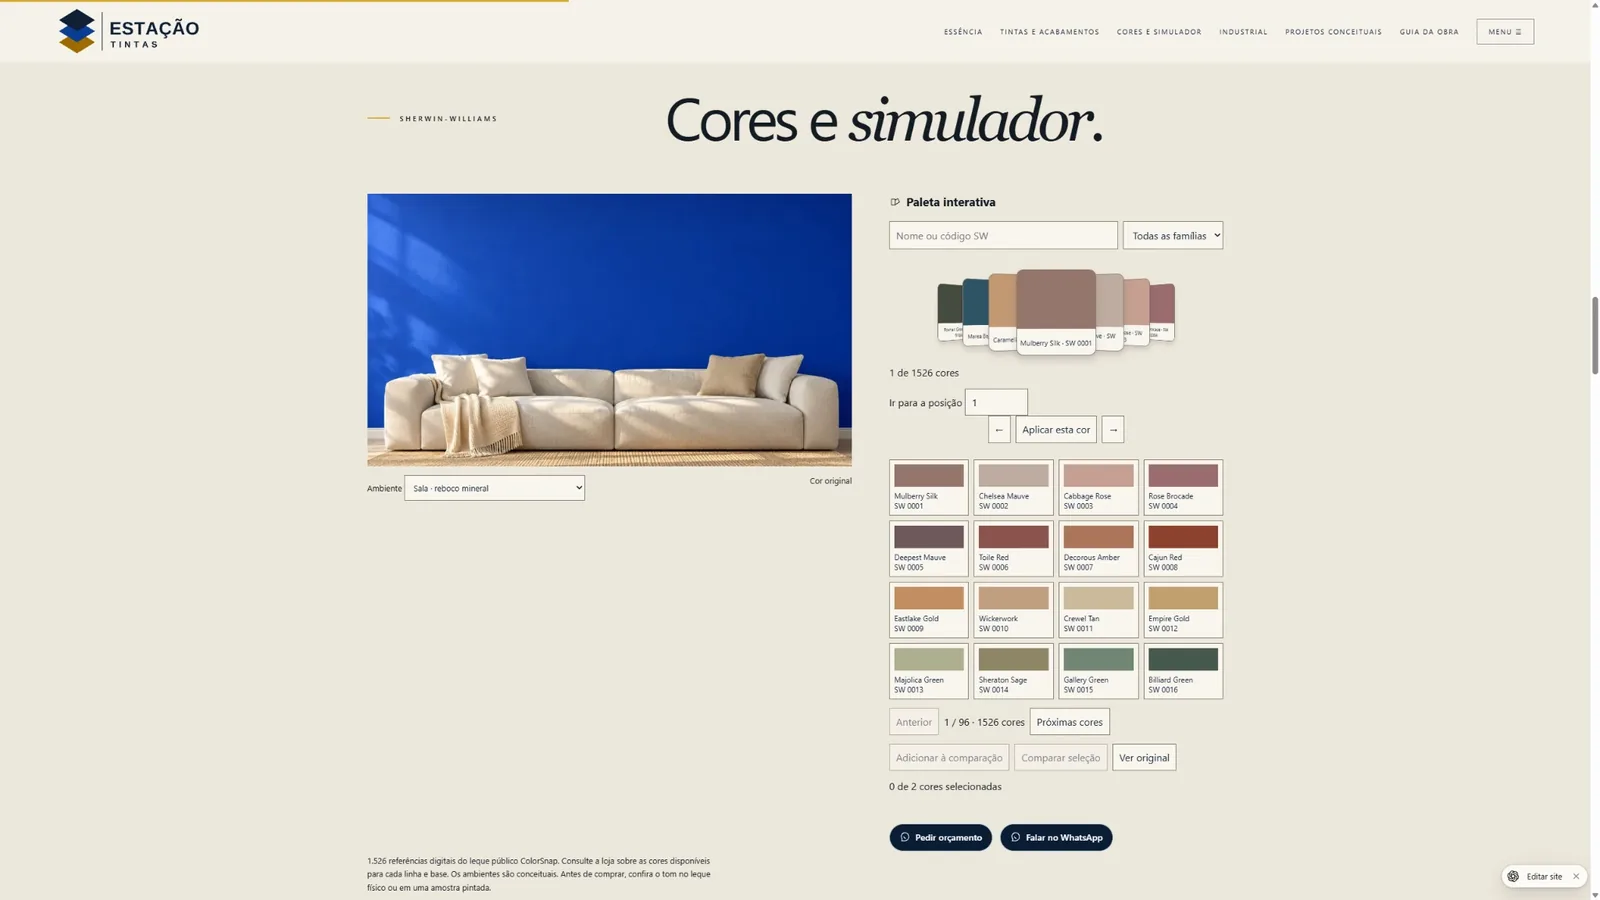 ESTAÇÃO
TINTAS
ESSÊNCIA
TINTAS E ACABAMENTOS
CORES E SIMULADOR
INDUSTRIAL
PROJETOS CONCEITUAIS
GUIA DA OBRA
MENU ☰
SHERWIN-WILLIAMS
Cores e simulador.
Ambiente
Sala · reboco mineral
Cor original
Paleta interativa
Nome ou código SW
Todas as famílias
Mulberry Silk · SW 0001
1 de 1526 cores
Ir para a posição
1
←
Aplicar esta cor
→
Mulberry Silk
SW 0001
Chelsea Mauve
SW 0002
Cabbage Rose
SW 0003
Rose Brocade
SW 0004
Deepest Mauve
SW 0005
Toile Red
SW 0006
Decorous Amber
SW 0007
Cajun Red
SW 0008
Eastlake Gold
SW 0009
Wickerwork
SW 0010
Crewel Tan
SW 0011
Empire Gold
SW 0012
Majolica Green
SW 0013
Sheraton Sage
SW 0014
Gallery Green
SW 0015
Billiard Green
SW 0016
Anterior
1 / 96 · 1526 cores
Próximas cores
Adicionar à comparação
Comparar seleção
Ver original
0 de 2 cores selecionadas
Pedir orçamento
Falar no WhatsApp
1.526 referências digitais do leque público ColorSnap. Consulte a loja sobre as cores disponíveis
para cada linha e base. Os ambientes são conceituais. Antes de comprar, confira o tom no leque
físico ou em uma amostra pintada.
Editar site